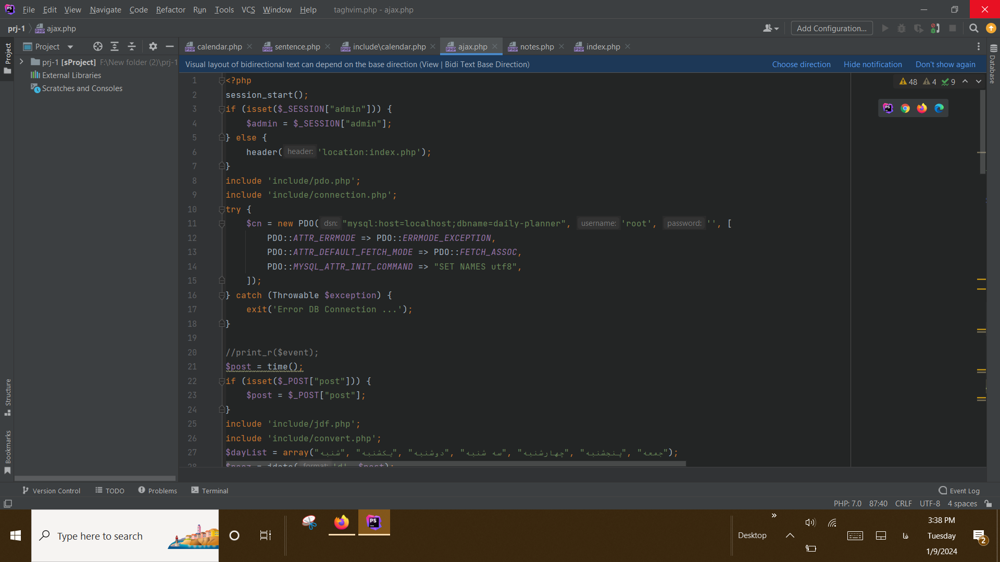 File Edit View Navigate Code Refactor Run Tools VCS Window Help taghvim.php - ajax.php
prj-1 ajax.php Add Configuration...
Project calendar.php sentence.php include\calendar.php ajax.php notes.php index.php
prj-1 [sProject] F:\New folder (2)\prj-1
External Libraries
Scratches and Consoles
Project
Structure
Bookmarks
Database
Visual layout of bidirectional text can depend on the base direction (View | Bidi Text Base Direction) Choose direction Hide notification Don't show again
48 4 9
1 <?php
2 session_start();
3 if (isset($_SESSION["admin"])) {
4 $admin = $_SESSION["admin"];
5 } else {
6 header( header: 'location:index.php');
7 }
8 include 'include/pdo.php';
9 include 'include/connection.php';
10 try {
11 $cn = new PDO( dsn: "mysql:host=localhost;dbname=daily-planner", username: 'root', password: '', [
12 PDO::ATTR_ERRMODE => PDO::ERRMODE_EXCEPTION,
13 PDO::ATTR_DEFAULT_FETCH_MODE => PDO::FETCH_ASSOC,
14 PDO::MYSQL_ATTR_INIT_COMMAND => "SET NAMES utf8",
15 ]);
16 } catch (Throwable $exception) {
17 exit('Error DB Connection ...');
18 }
19
20 //print_r($event);
21 $post = time();
22 if (isset($_POST["post"])) {
23 $post = $_POST["post"];
24 }
25 include 'include/jdf.php';
26 include 'include/convert.php';
27 $dayList = array("شنبه", "یکشنبه", "دوشنبه", "سه شنبه", "چهارشنبه", "پنجشنبه", "جمعه");
Version Control TODO Problems Terminal Event Log
PHP: 7.0 87:40 CRLF UTF-8 4 spaces
Type here to search
Desktop
فا
3:38 PM
Tuesday
1/9/2024
2